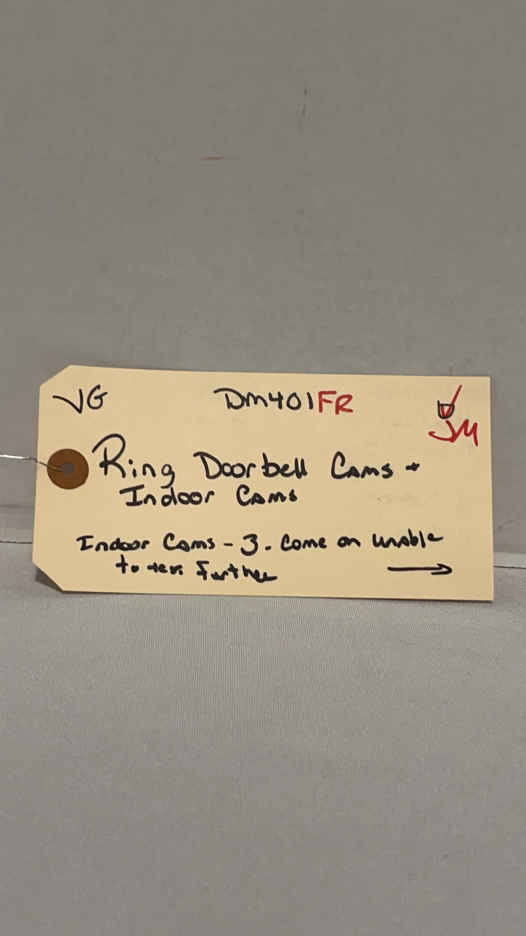 VG DM401FR
JM
Ring Doorbell Cams +
Indoor Cams
Indoor Cams - 3. Come on unable
to test further